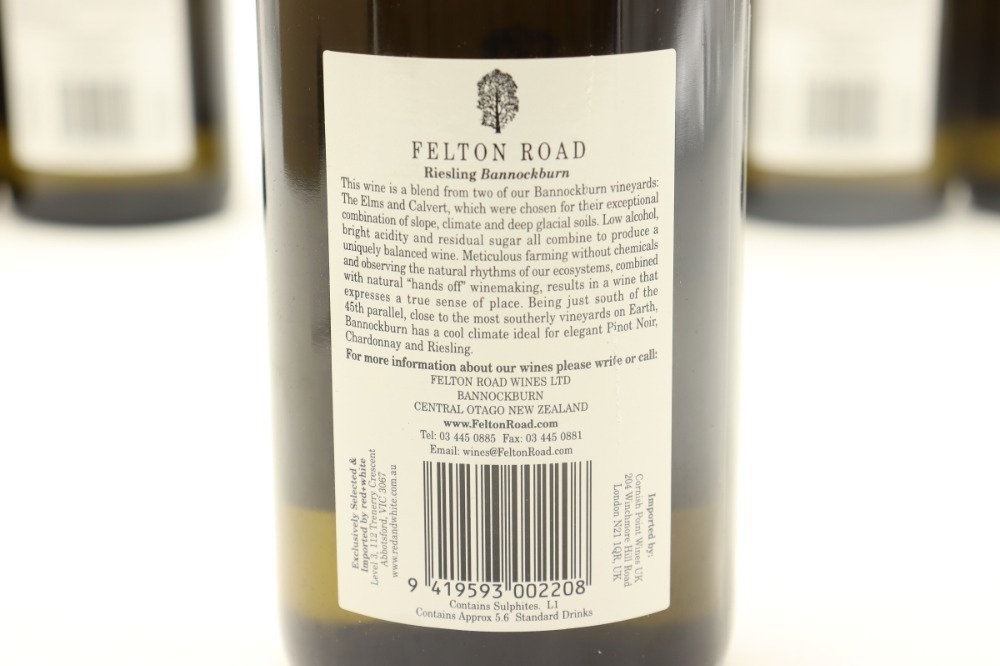 FELTON ROAD
Riesling Bannockburn
This wine is a blend from two of our Bannockburn vineyards:
The Elms and Calvert, which were chosen for their exceptional
combination of slope, climate and deep glacial soils. Low alcohol,
bright acidity and residual sugar all combine to produce a
uniquely balanced wine. Meticulous farming without chemicals
and observing the natural rhythms of our ecosystems, combined
with natural "hands off" winemaking, results in a wine that
expresses a true sense of place. Being just south of the
45th parallel, close to the most southerly vineyards on Earth,
Bannockburn has a cool climate ideal for elegant Pinot Noir,
Chardonnay and Riesling.
For more information about our wines please write or call:
FELTON ROAD WINES LTD
BANNOCKBURN
CENTRAL OTAGO NEW ZEALAND
www.FeltonRoad.com
Tel: 03 445 0885 Fax: 03 445 0881
Email: wines@FeltonRoad.com
Exclusively Selected &
Imported by red+white
Level 3, 112 Trenerry Crescent
Abbotsford, VIC 3067
www.redandwhite.com.au
Imported by:
Cornish Point Wines UK
204 Winchmore Hill Road
London N21 1QR, UK
9 419593 002208
Contains Sulphites. L1
Contains Approx 5.6 Standard Drinks